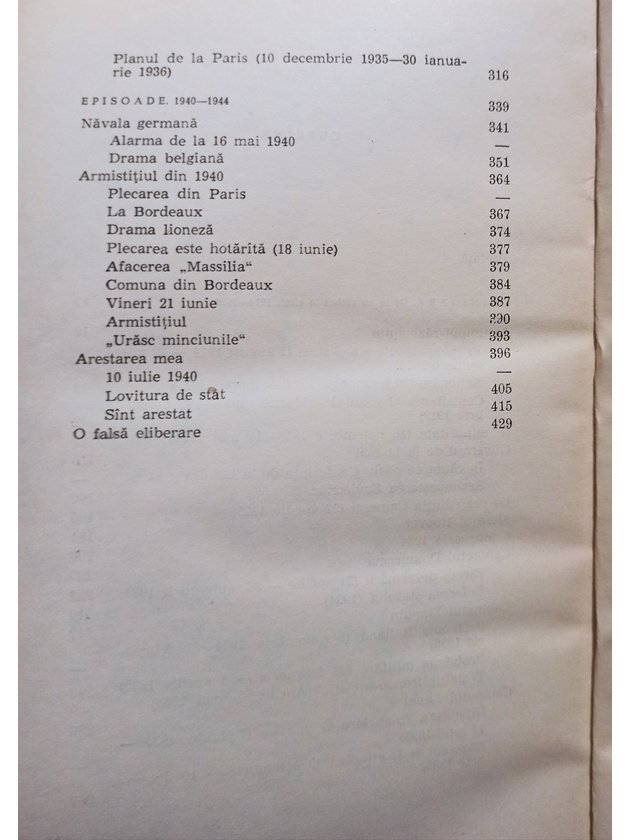 Planul de la Paris (10 decembrie 1935—30 ianua-
rie 1936) 316
EPISOADE. 1940—1944 339
Năvala germană 341
Alarma de la 16 mai 1940 —
Drama belgiană 351
Armistițiul din 1940 364
Plecarea din Paris —
La Bordeaux 367
Drama lioneză 374
Plecarea este hotărîtă (18 iunie) 377
Afacerea „Massilia“ 379
Comuna din Bordeaux 384
Vineri 21 iunie 387
Armistițiul 390
„Urăsc minciunile“ 393
Arestarea mea 396
10 iulie 1940 —
Lovitura de stat 405
Sînt arestat 415
O falsă eliberare 429